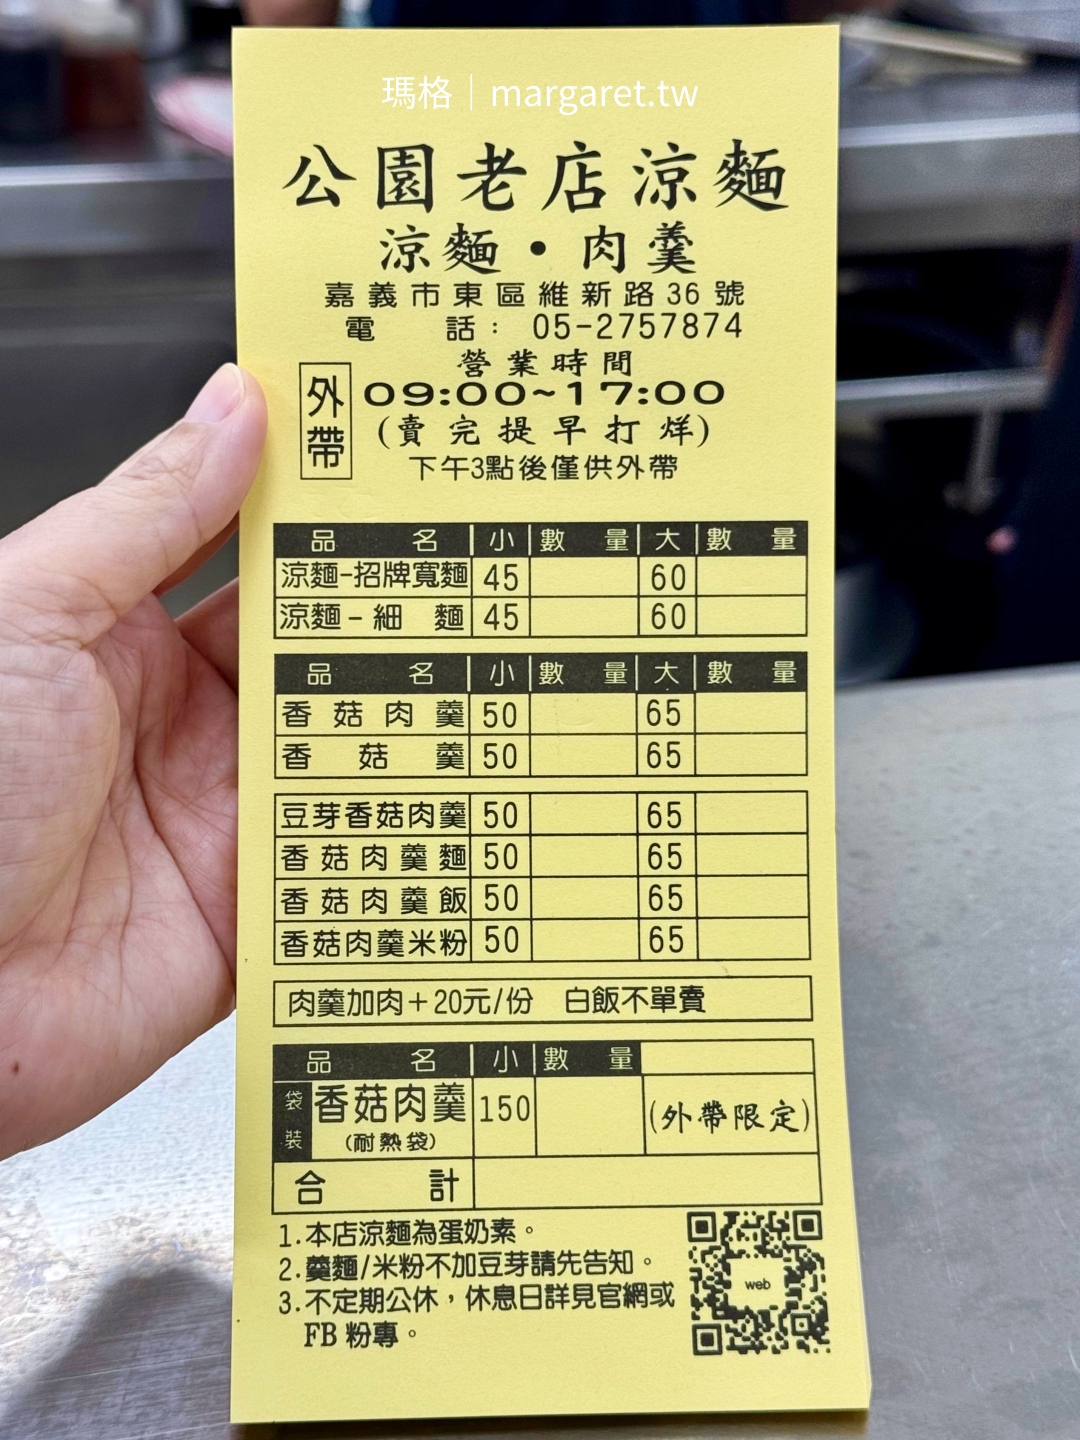 瑪格｜margaret.tw
公園老店涼麵
涼麵・肉羹
嘉義市東區維新路36號
電話：05-2757874
營業時間
外帶
09:00~17:00
(賣完提早打烊)
下午3點後僅供外帶
品名 小 數量 大 數量
涼麵-招牌寬麵 45 60
涼麵-細麵 45 60
品名 小 數量 大 數量
香菇肉羹 50 65
香菇羹 50 65
豆芽香菇肉羹 50 65
香菇肉羹麵 50 65
香菇肉羹飯 50 65
香菇肉羹米粉 50 65
肉羹加肉+20元/份 白飯不單賣
品名 小 數量
袋裝 香菇肉羹 150 (外帶限定)
(耐熱袋)
合計
1.本店涼麵為蛋奶素。
2.羹麵/米粉不加豆芽請先告知。
3.不定期公休，休息日詳見官網或
FB 粉專。
web